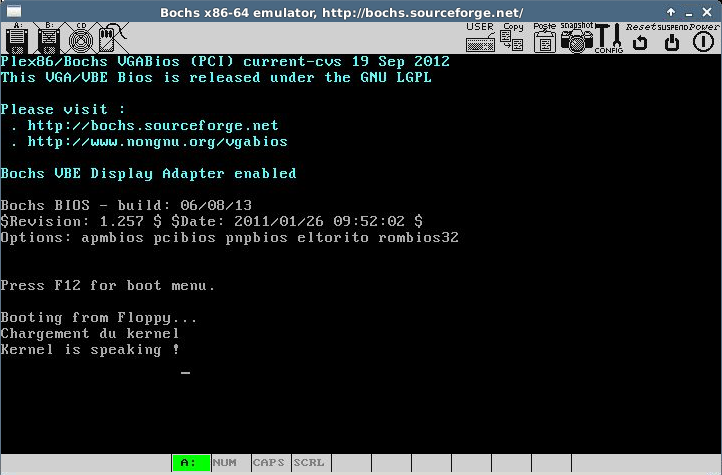 Bochs x86-64 emulator, http://bochs.sourceforge.net/
A: B: CD USER Copy Paste snapshot CONFIG Reset SUSPEND Power
Plex86/Bochs VGABios (PCI) current-cvs 19 Sep 2012
This VGA/VBE Bios is released under the GNU LGPL
Please visit :
. http://bochs.sourceforge.net
. http://www.nongnu.org/vgabios
Bochs VBE Display Adapter enabled
Bochs BIOS - build: 06/08/13
$Revision: 1.257 $ $Date: 2011/01/26 09:52:02 $
Options: apmbios pcibios pnpbios eltorito rombios32
Press F12 for boot menu.
Booting from Floppy...
Chargement du kernel
Kernel is speaking !
_
A: NUM CAPS SCRL